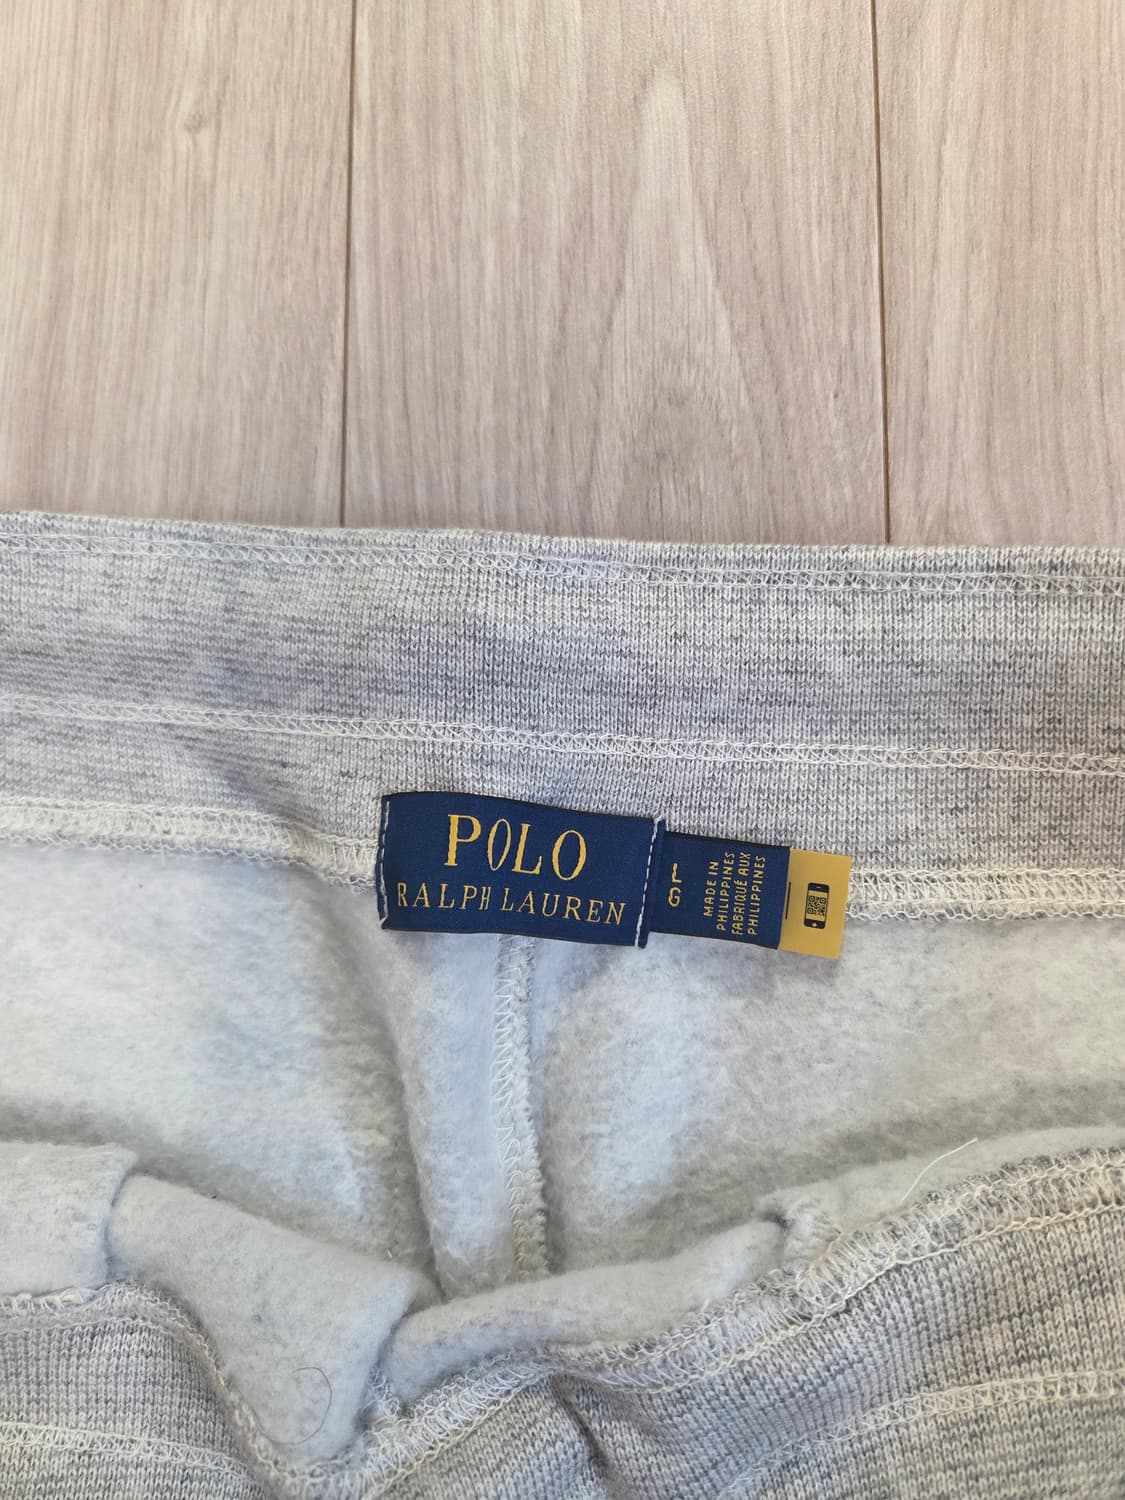 POLO
RALPH LAUREN
L
G
MADE IN
PHILIPPINES
FABRIQUÉ AUX
PHILIPPINES